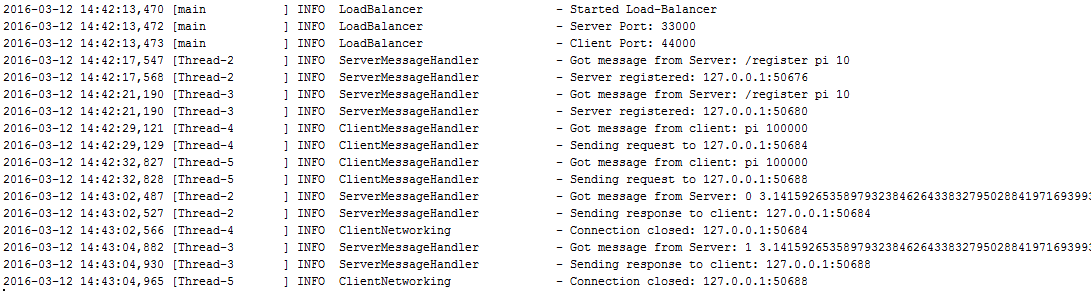 2016-03-12 14:42:13,470 [main           ] INFO  LoadBalancer                   - Started Load-Balancer
2016-03-12 14:42:13,472 [main           ] INFO  LoadBalancer                   - Server Port: 33000
2016-03-12 14:42:13,473 [main           ] INFO  LoadBalancer                   - Client Port: 44000
2016-03-12 14:42:17,547 [Thread-2       ] INFO  ServerMessageHandler           - Got message from Server: /register pi 10
2016-03-12 14:42:17,568 [Thread-2       ] INFO  ServerMessageHandler           - Server registered: 127.0.0.1:50676
2016-03-12 14:42:21,190 [Thread-3       ] INFO  ServerMessageHandler           - Got message from Server: /register pi 10
2016-03-12 14:42:21,190 [Thread-3       ] INFO  ServerMessageHandler           - Server registered: 127.0.0.1:50680
2016-03-12 14:42:29,121 [Thread-4       ] INFO  ClientMessageHandler           - Got message from client: pi 100000
2016-03-12 14:42:29,129 [Thread-4       ] INFO  ClientMessageHandler           - Sending request to 127.0.0.1:50684
2016-03-12 14:42:32,827 [Thread-5       ] INFO  ClientMessageHandler           - Got message from client: pi 100000
2016-03-12 14:42:32,828 [Thread-5       ] INFO  ClientMessageHandler           - Sending request to 127.0.0.1:50688
2016-03-12 14:43:02,487 [Thread-2       ] INFO  ServerMessageHandler           - Got message from Server: 0 3.14159265358979323846264338327950288419716939993
2016-03-12 14:43:02,527 [Thread-2       ] INFO  ServerMessageHandler           - Sending response to client: 127.0.0.1:50684
2016-03-12 14:43:02,566 [Thread-4       ] INFO  ClientNetworking               - Connection closed: 127.0.0.1:50684
2016-03-12 14:43:04,882 [Thread-3       ] INFO  ServerMessageHandler           - Got message from Server: 1 3.14159265358979323846264338327950288419716939993
2016-03-12 14:43:04,930 [Thread-3       ] INFO  ServerMessageHandler           - Sending response to client: 127.0.0.1:50688
2016-03-12 14:43:04,965 [Thread-5       ] INFO  ClientNetworking               - Connection closed: 127.0.0.1:50688